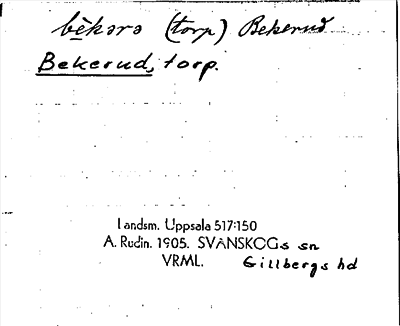 bèkərə (torp) Bekerud
Bekerud, torp.
Landsm. Uppsala 517:150
A. Rudin. 1905. SVANSKOGs sn
VRML. Gillbergs hd